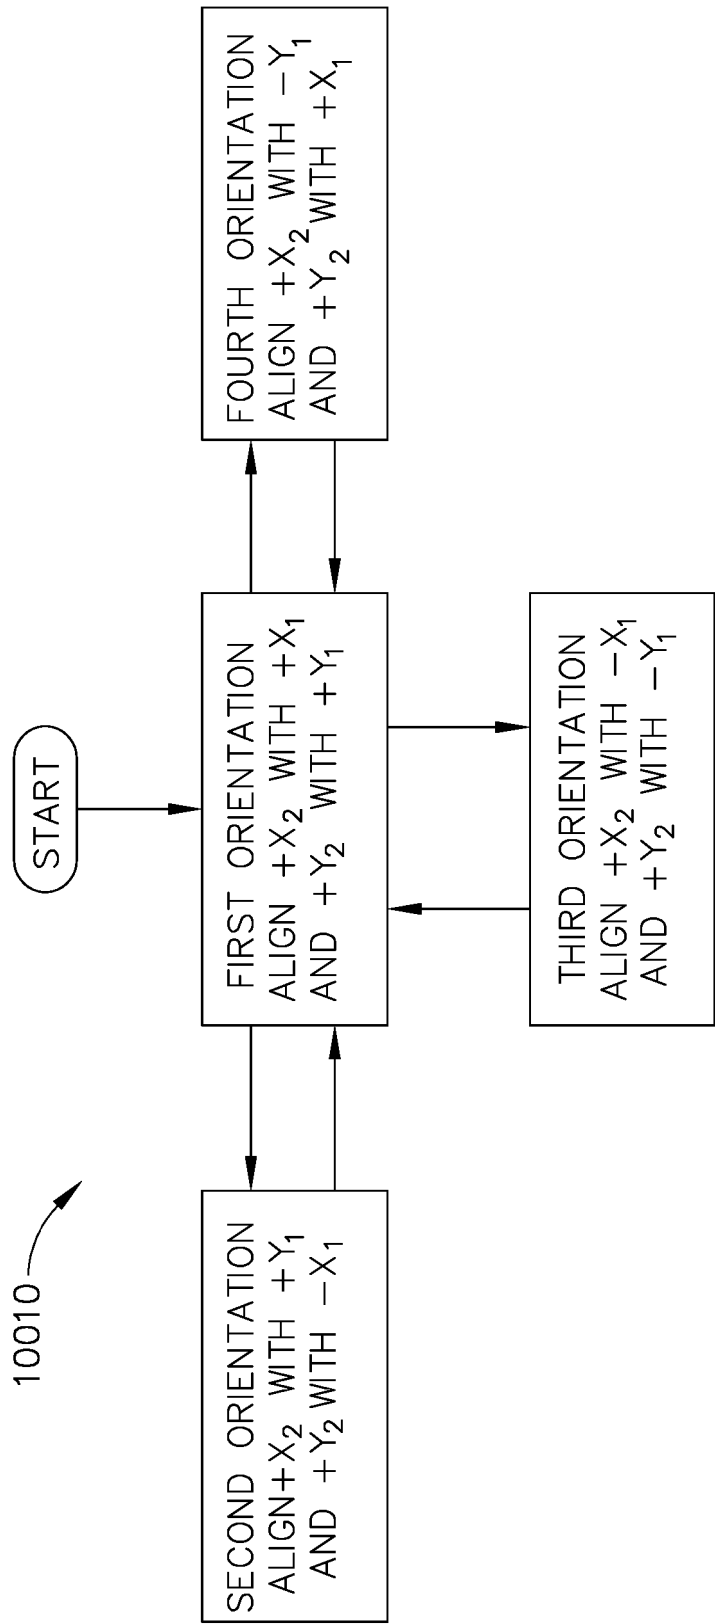 10010
START
SECOND ORIENTATION
ALIGN+X₂ WITH +Y₁
AND +Y₂ WITH −X₁
FIRST ORIENTATION
ALIGN +X₂ WITH +X₁
AND +Y₂ WITH +Y₁
FOURTH ORIENTATION
ALIGN +X₂ WITH −Y₁
AND +Y₂ WITH +X₁
THIRD ORIENTATION
ALIGN +X₂ WITH −X₁
AND +Y₂ WITH −Y₁